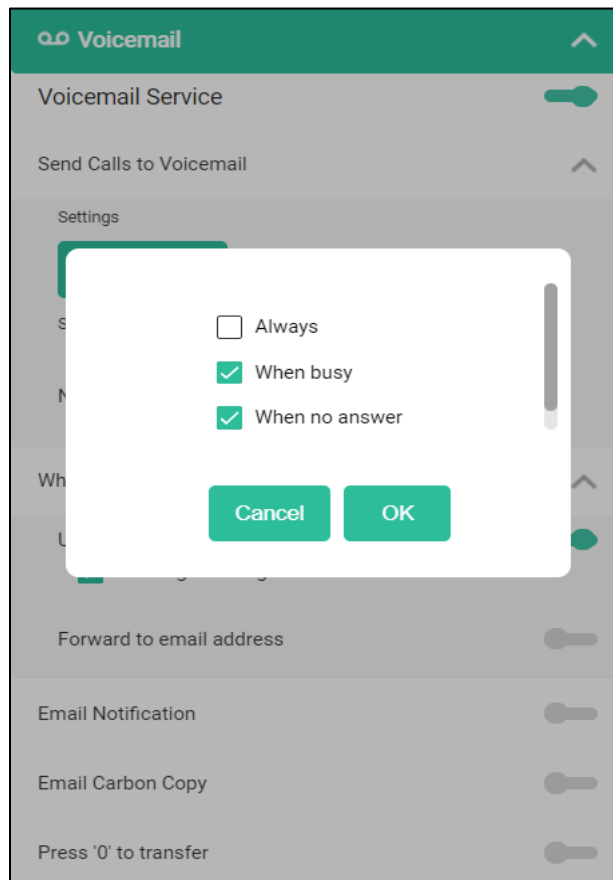 Voicemail
Voicemail Service
Send Calls to Voicemail
Settings
Always
When busy
When no answer
Cancel
OK
Forward to email address
Email Notification
Email Carbon Copy
Press '0' to transfer